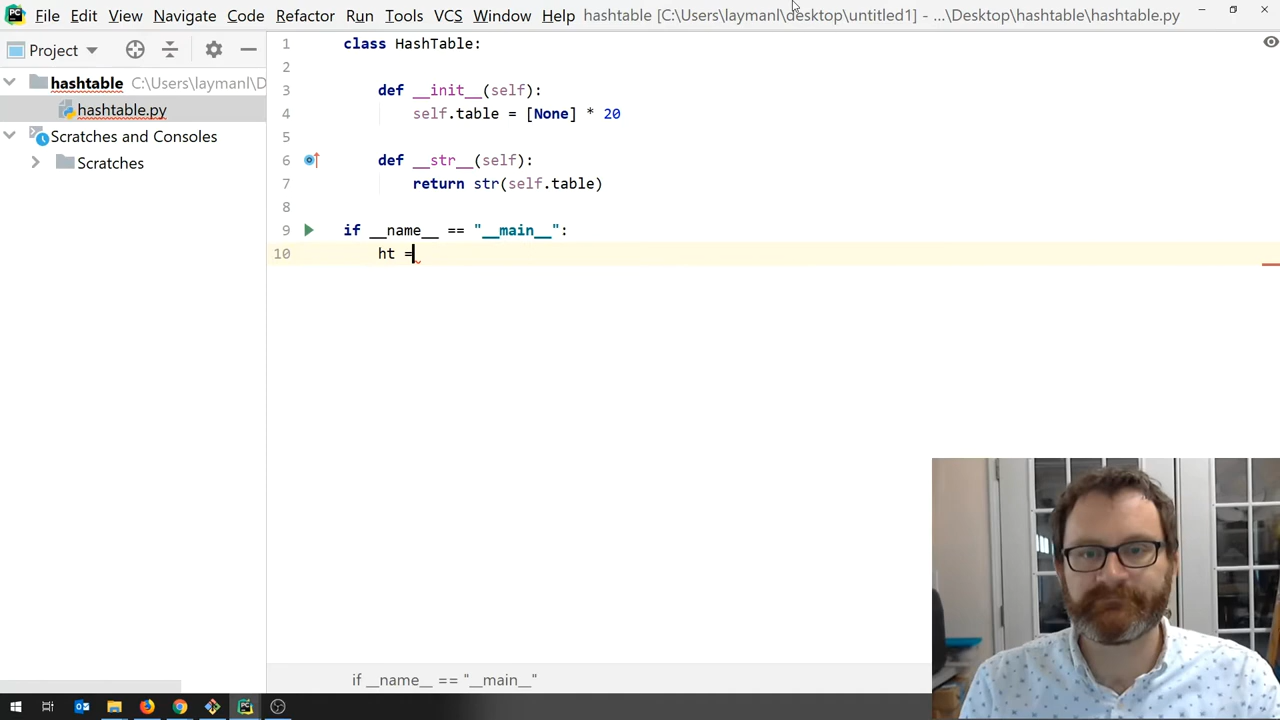 File Edit View Navigate Code Refactor Run Tools VCS Window Help hashtable [C:\Users\laymanl\desktop\untitled1] - ...\Desktop\hashtable\hashtable.py
Project
hashtable C:\Users\laymanl\D
hashtable.py
Scratches and Consoles
Scratches
1 class HashTable:
2
3 def __init__(self):
4 self.table = [None] * 20
5
6 def __str__(self):
7 return str(self.table)
8
9 if __name__ == "__main__":
10 ht =
if __name__ == "__main__"